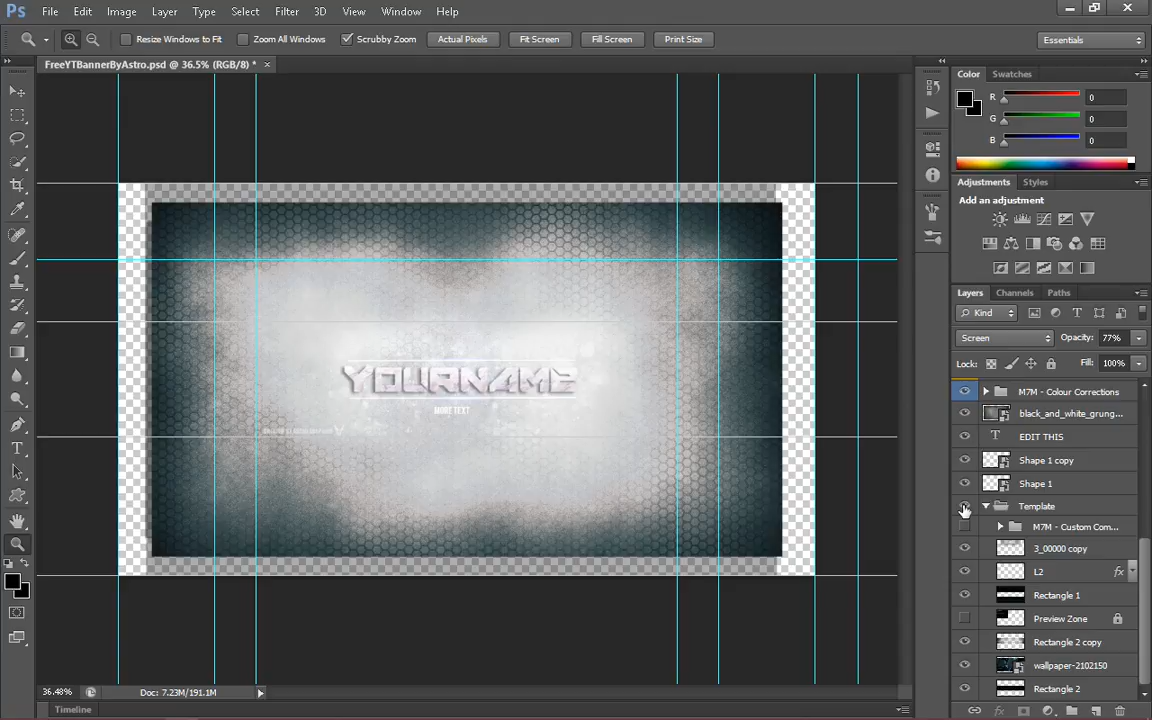 Ps File Edit Image Layer Type Select Filter 3D View Window Help
Resize Windows to Fit Zoom All Windows Scrubby Zoom Actual Pixels Fit Screen Fill Screen Print Size Essentials
FreeYTBannerByAstro.psd @ 36.5% (RGB/8) *
Color Swatches
R 0
G 0
B 0
Adjustments Styles
Add an adjustment
Layers Channels Paths
Kind
Screen Opacity: 77%
Lock: Fill: 100%
M7M - Colour Corrections
black_and_white_grung...
EDIT THIS
Shape 1 copy
Shape 1
Template
M7M - Custom Com...
3_00000 copy
L2 fx
Rectangle 1
Preview Zone
Rectangle 2 copy
wallpaper-2102150
Rectangle 2
YOURNAME
MORE TEXT
36.48% Doc: 7.23M/191.1M
Timeline